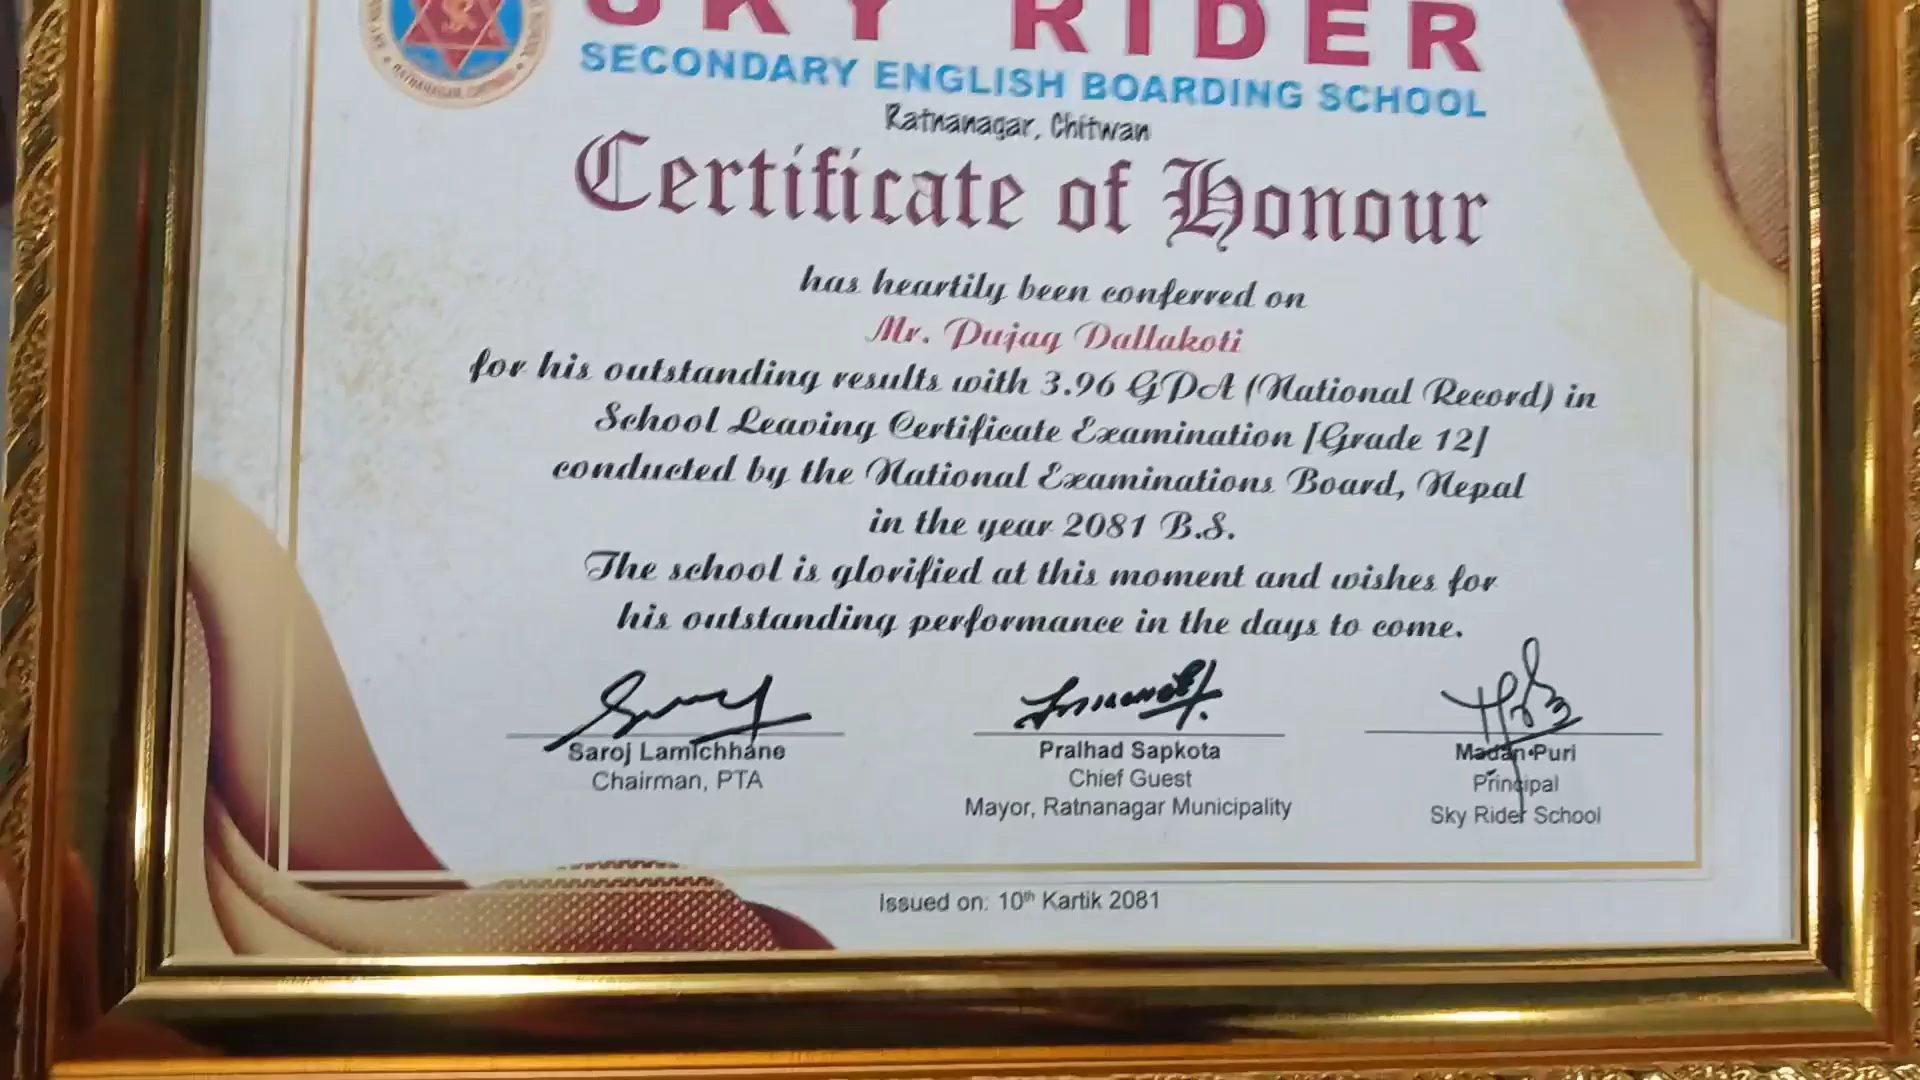 SKY RIDER
SECONDARY ENGLISH BOARDING SCHOOL
Ratnanagar, Chitwan
Certificate of Honour
has heartily been conferred on
Mr. Pujag Dallakoti
for his outstanding results with 3.96 GPA (National Record) in
School Leaving Certificate Examination [Grade 12]
conducted by the National Examinations Board, Nepal
in the year 2081 B.S.
The school is glorified at this moment and wishes for
his outstanding performance in the days to come.
Saroj Lamichhane
Chairman, PTA
Pralhad Sapkota
Chief Guest
Mayor, Ratnanagar Municipality
Madan Puri
Principal
Sky Rider School
Issued on: 10th Kartik 2081